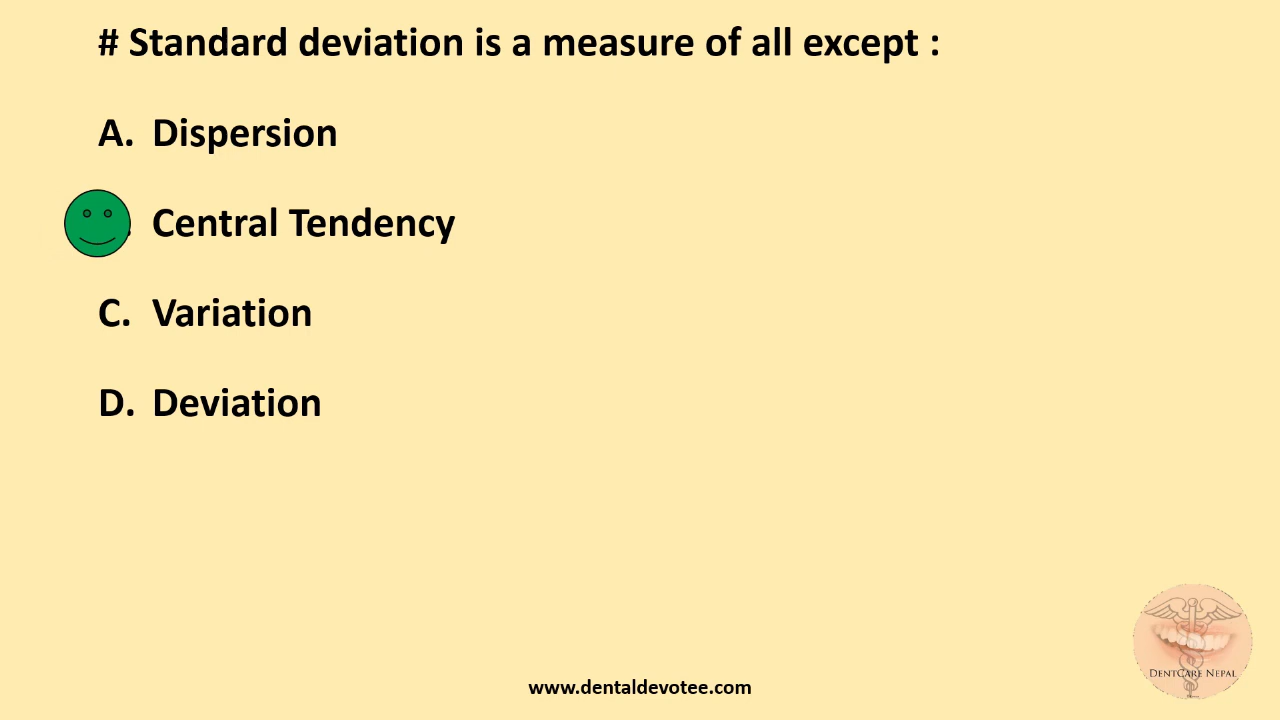 # Standard deviation is a measure of all except :
A. Dispersion
Central Tendency
C. Variation
D. Deviation
DentCare Nepal
www.dentaldevotee.com